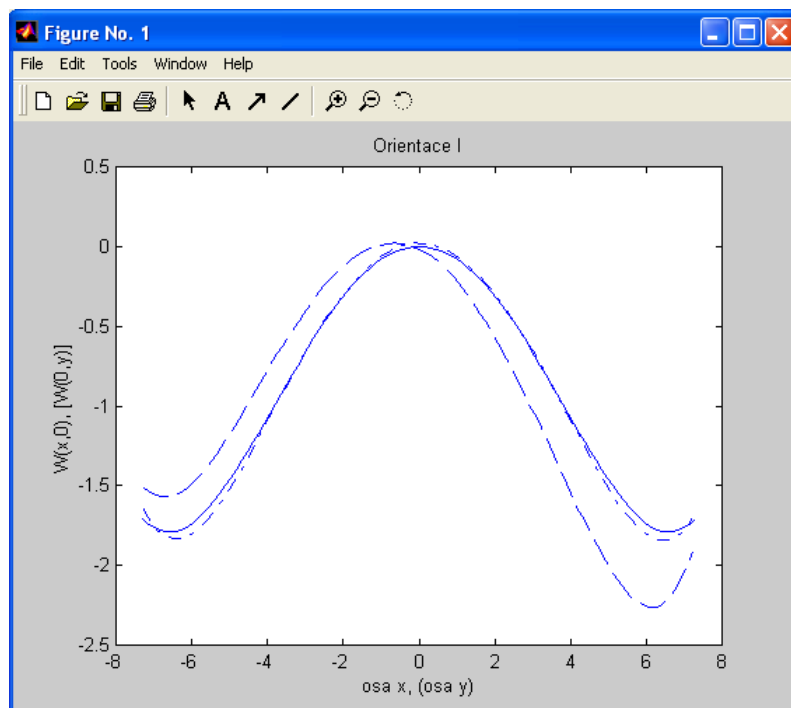 Figure No. 1
File Edit Tools Window Help
Orientace I
0.5
0
-0.5
-1
-1.5
-2
-2.5
W(x,0), [W(0,y)]
-8 -6 -4 -2 0 2 4 6 8
osa x, (osa y)